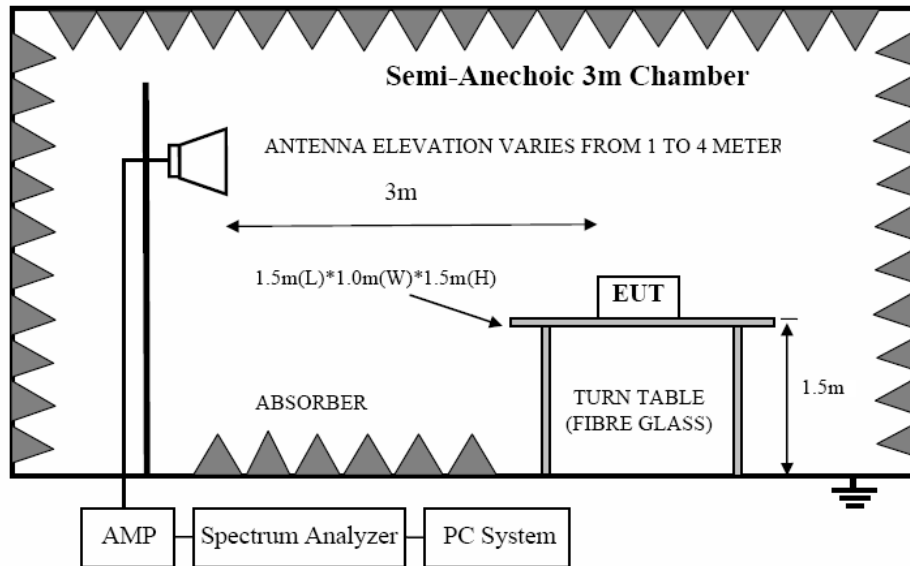 Semi-Anechoic 3m Chamber
ANTENNA ELEVATION VARIES FROM 1 TO 4 METER
3m
1.5m(L)*1.0m(W)*1.5m(H)
EUT
1.5m
ABSORBER
TURN TABLE
(FIBRE GLASS)
AMP
Spectrum Analyzer
PC System